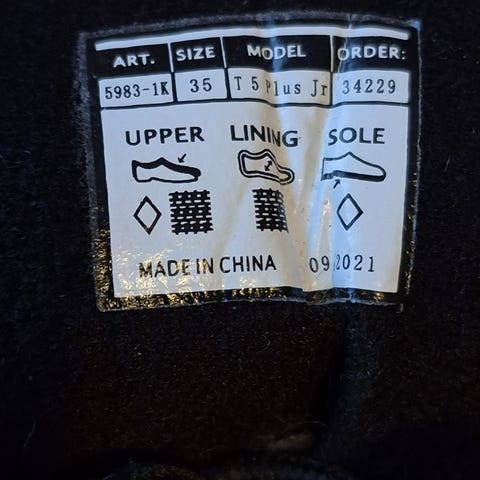 ART. SIZE MODEL ORDER:
5983-1K 35 T 5 Plus Jr 34229
UPPER LINING SOLE
MADE IN CHINA 09 2021